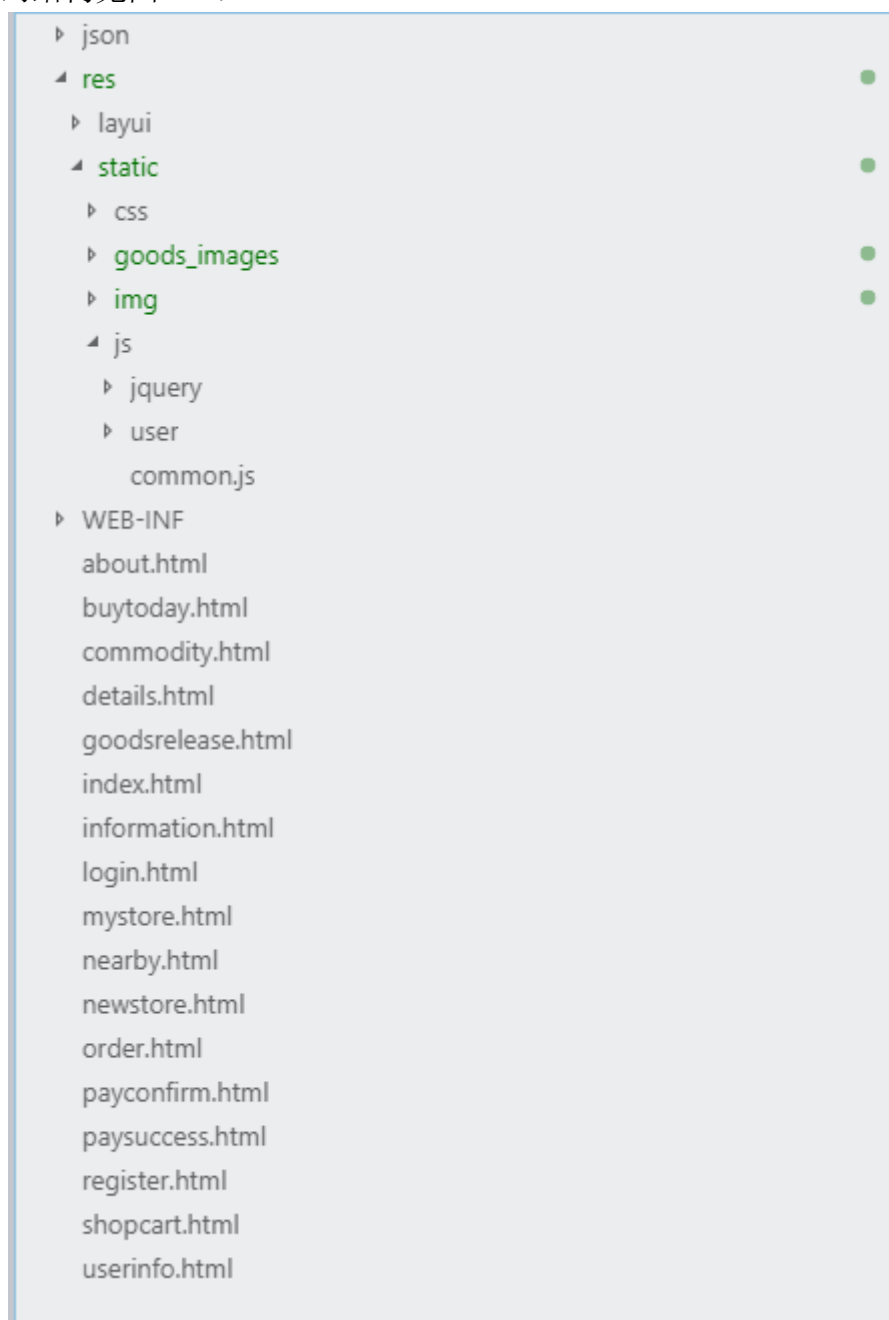 json
res
layui
static
css
goods_images
img
js
jquery
user
common.js
WEB-INF
about.html
buytoday.html
commodity.html
details.html
goodsrelease.html
index.html
information.html
login.html
mystore.html
nearby.html
newstore.html
order.html
payconfirm.html
paysuccess.html
register.html
shopcart.html
userinfo.html